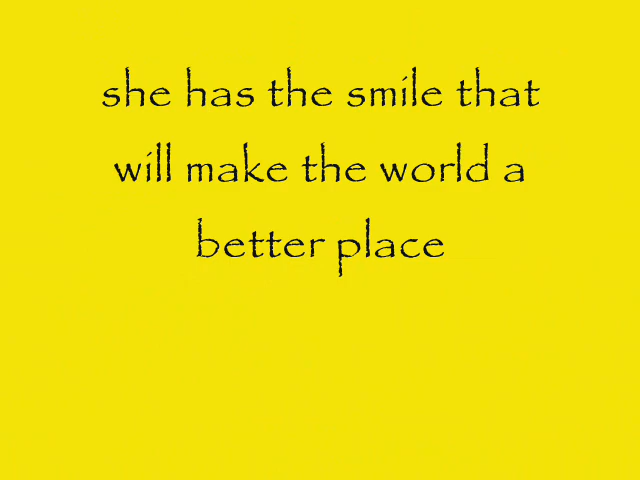 she has the smile that
will make the world a
better place